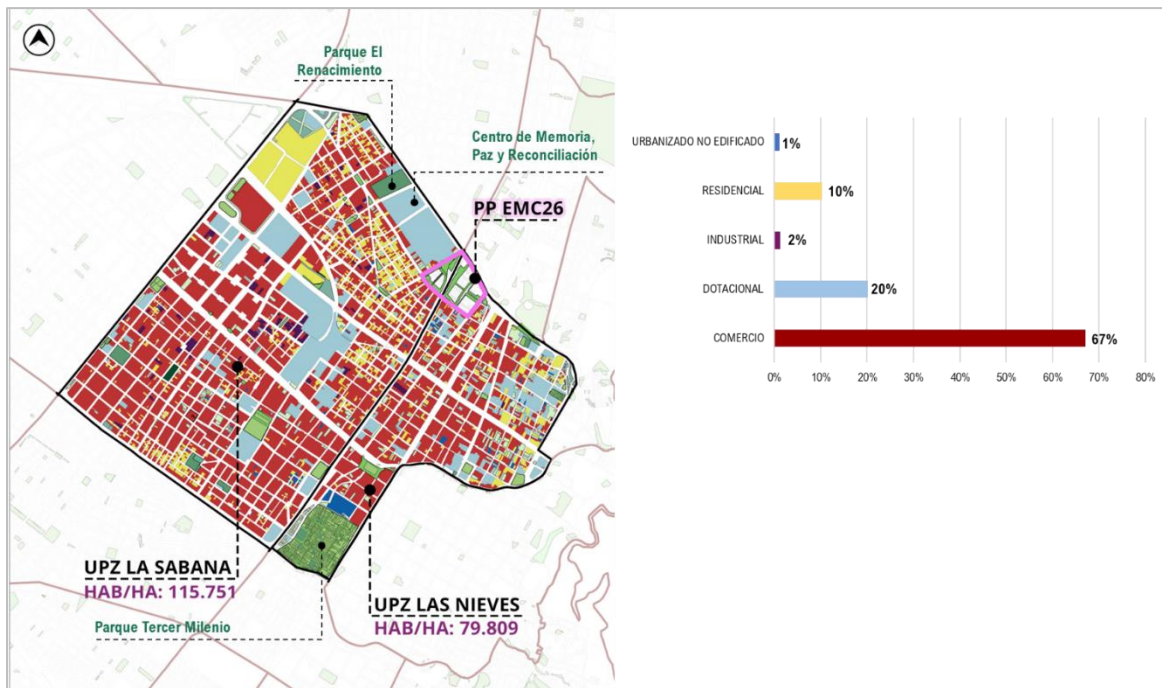 Parque El
Renacimiento
Centro de Memoria,
Paz y Reconciliación
PP EMC26
UPZ LA SABANA
HAB/HA: 115.751
Parque Tercer Milenio
UPZ LAS NIEVES
HAB/HA: 79.809
URBANIZADO NO EDIFICADO
1%
RESIDENCIAL
10%
INDUSTRIAL
2%
DOTACIONAL
20%
COMERCIO
67%
0% 10% 20% 30% 40% 50% 60% 70% 80%